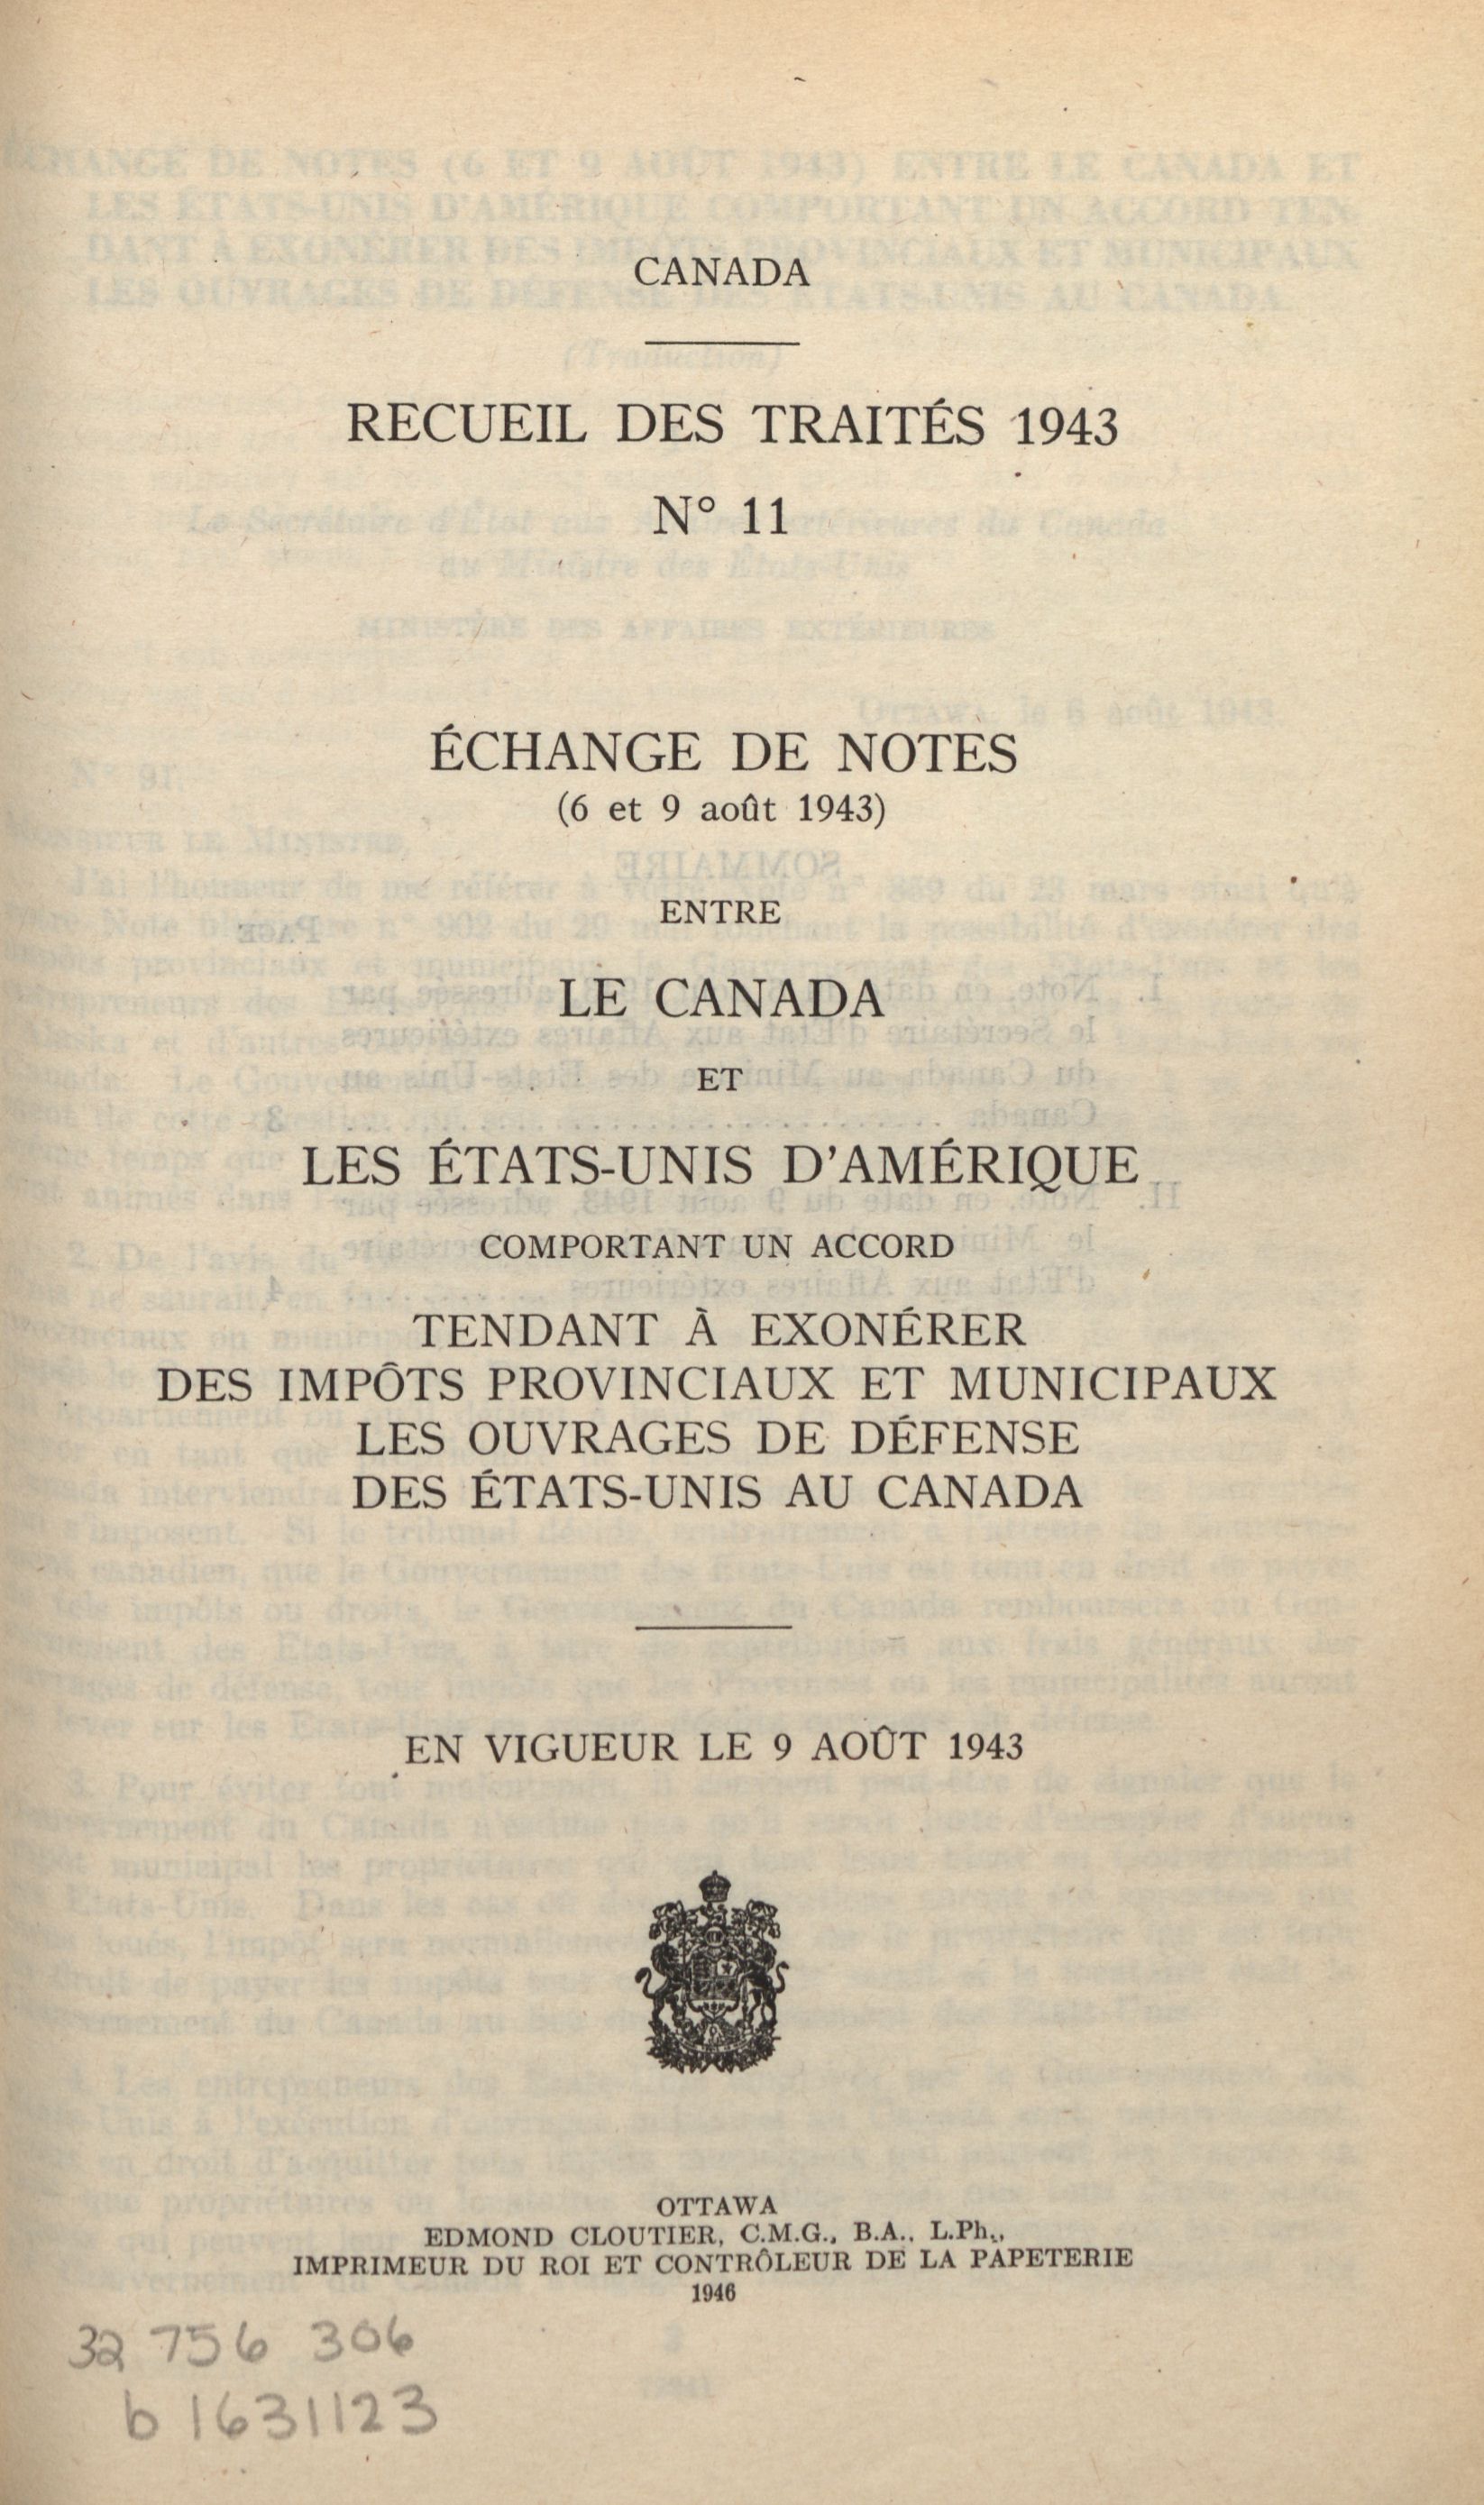 CANADA
RECUEIL DES TRAITÉS 1943
N° 11
ÉCHANGE DE NOTES
(6 et 9 août 1943)
ENTRE
LE CANADA
ET
LES ÉTATS-UNIS D'AMÉRIQUE
COMPORTANT UN ACCORD
TENDANT À EXONÉRER
DES IMPÔTS PROVINCIAUX ET MUNICIPAUX
LES OUVRAGES DE DÉFENSE
DES ÉTATS-UNIS AU CANADA
EN VIGUEUR LE 9 AOÛT 1943
OTTAWA
EDMOND CLOUTIER, C.M.G., B.A., L.Ph.,
IMPRIMEUR DU ROI ET CONTRÔLEUR DE LA PAPETERIE
1946
32 756 306
b 1631123